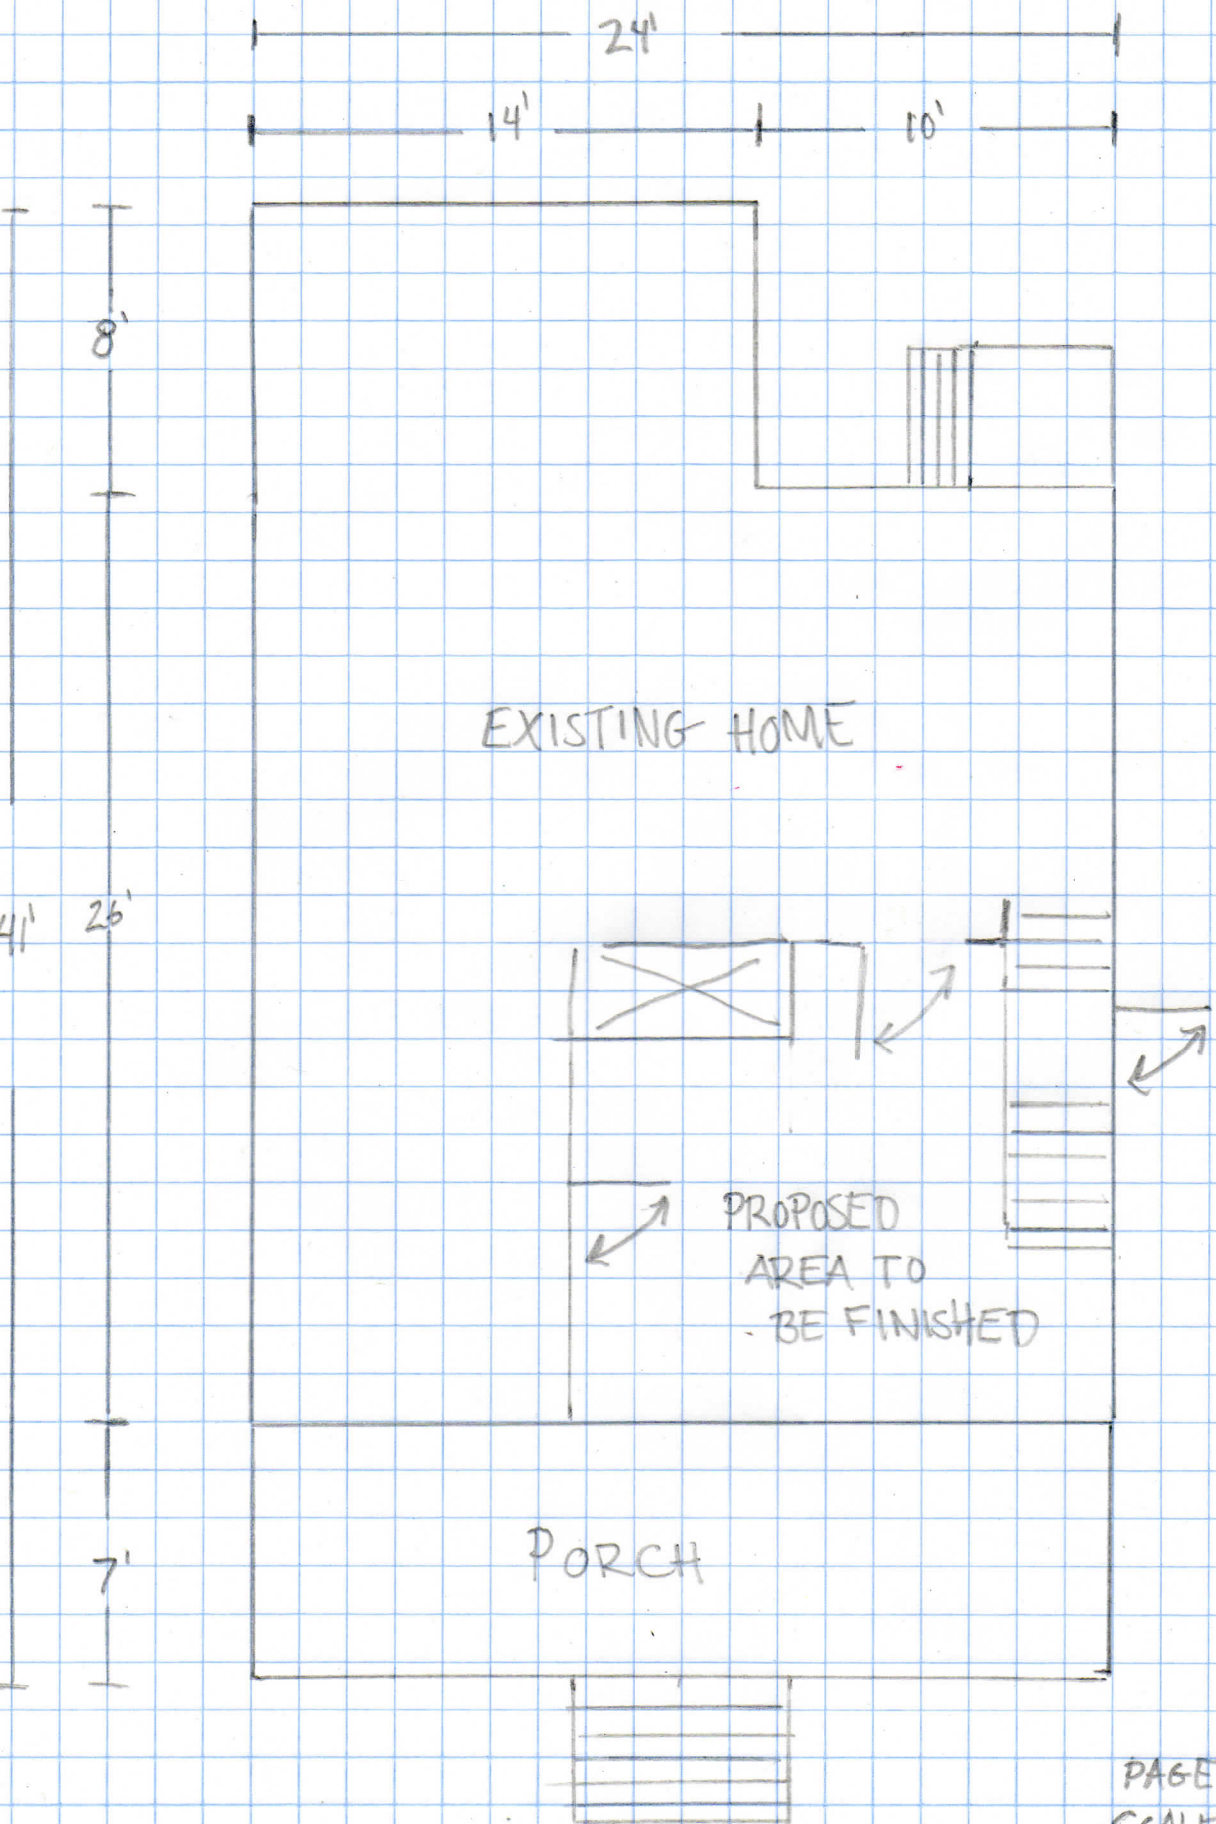 24'
14'
10'
8'
EXISTING HOME
41'
26'
PROPOSED
AREA TO
BE FINISHED
PORCH
7'
PAGE